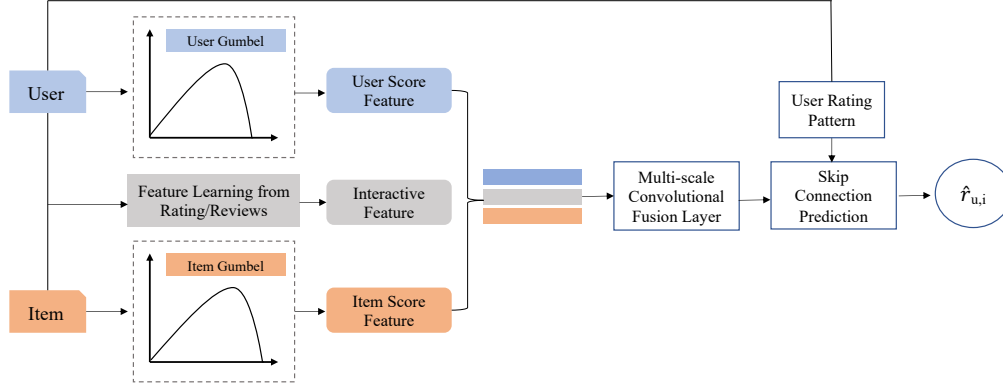 User Gumbel
User
User Score
Feature
User Rating
Pattern
Feature Learning from
Rating/Reviews
Interactive
Feature
Multi-scale
Convolutional
Fusion Layer
Skip
Connection
Prediction
r̂u,i
Item Gumbel
Item
Item Score
Feature